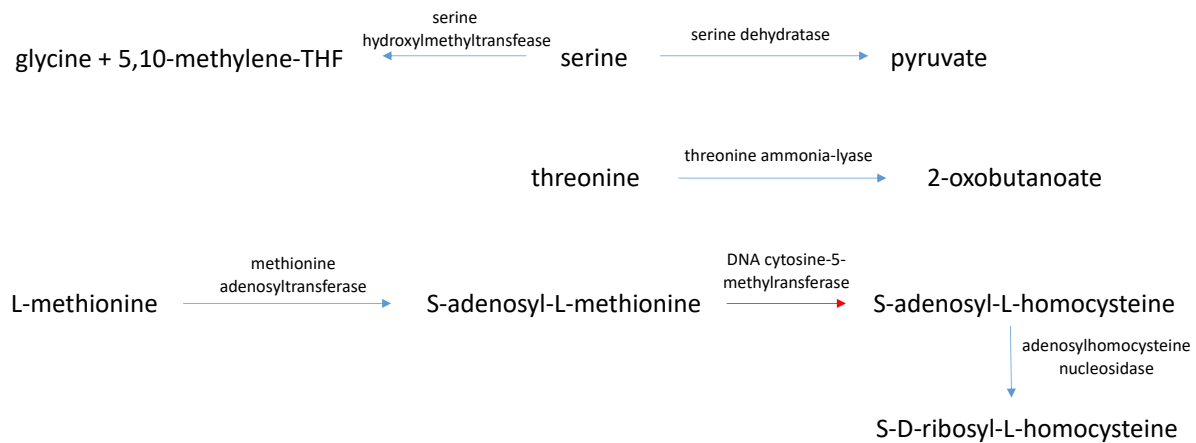 serine
hydroxylmethyltransfease
serine dehydratase
glycine + 5,10-methylene-THF
serine
pyruvate
threonine ammonia-lyase
threonine
2-oxobutanoate
methionine
adenosyltransferase
DNA cytosine-5-
methylransferase
L-methionine
S-adenosyl-L-methionine
S-adenosyl-L-homocysteine
adenosylhomocysteine
nucleosidase
S-D-ribosyl-L-homocysteine